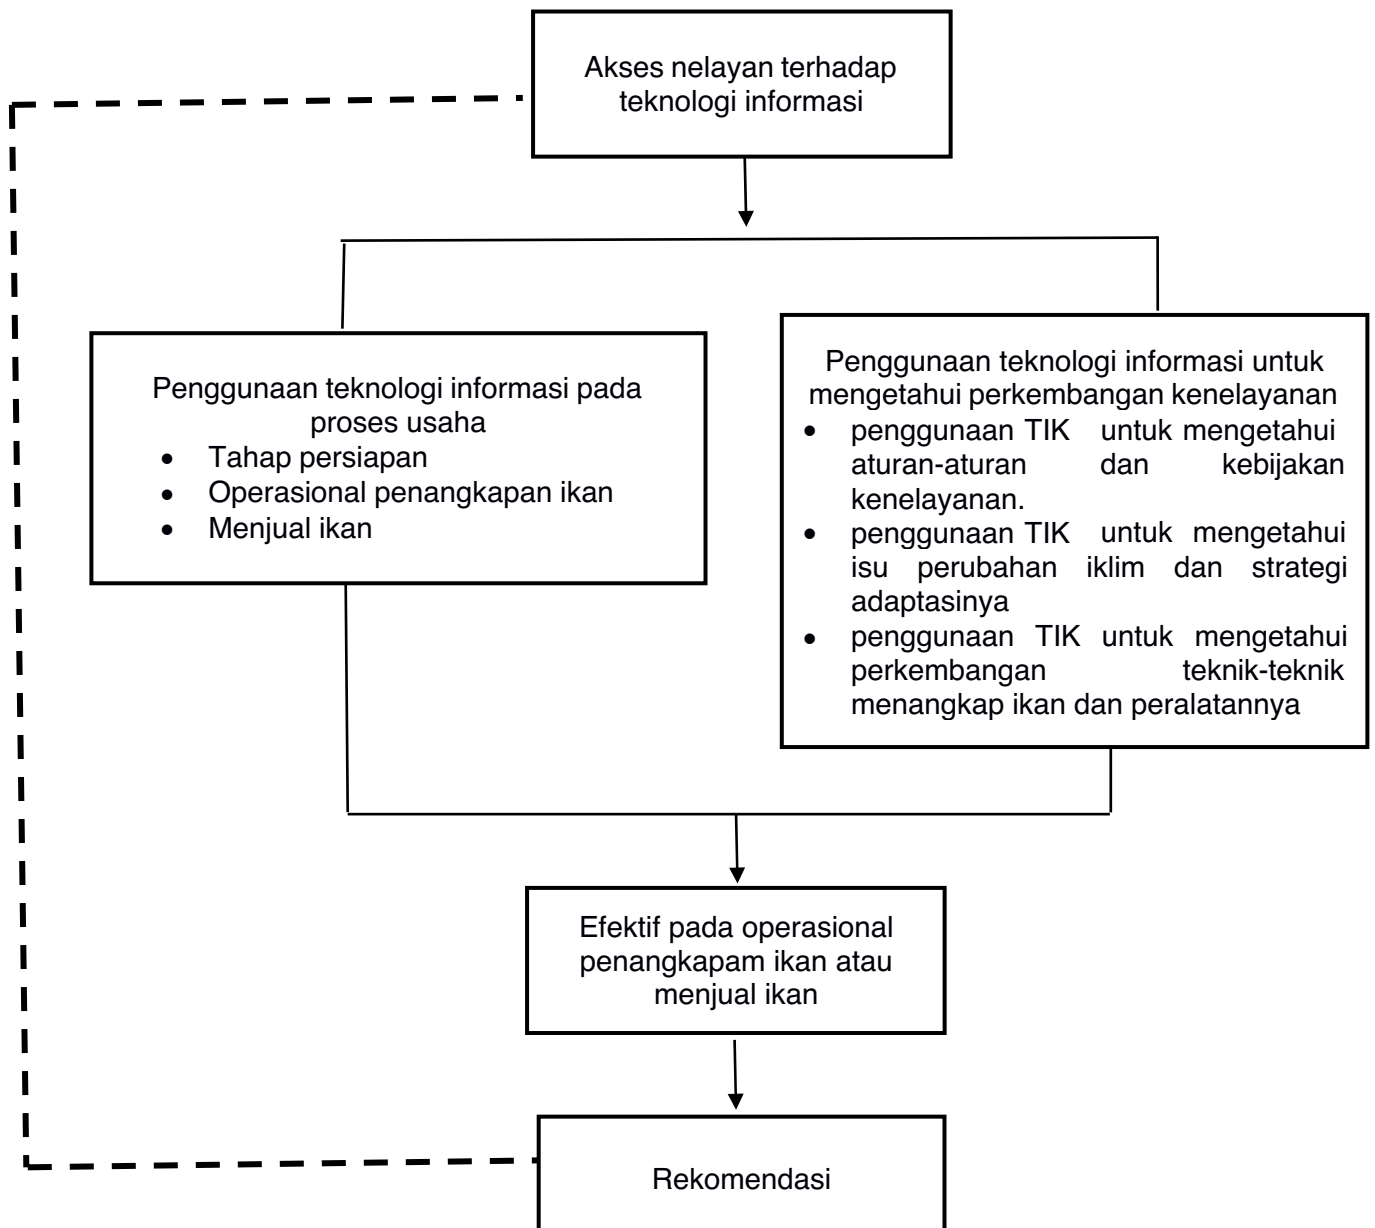 Akses nelayan terhadap
teknologi informasi
Penggunaan teknologi informasi pada
proses usaha
• Tahap persiapan
• Operasional penangkapan ikan
• Menjual ikan
Penggunaan teknologi informasi untuk
mengetahui perkembangan kenelayanan
• penggunaan TIK untuk mengetahui
aturan-aturan dan kebijakan
kenelayanan.
• penggunaan TIK untuk mengetahui
isu perubahan iklim dan strategi
adaptasinya
• penggunaan TIK untuk mengetahui
perkembangan teknik-teknik
menangkap ikan dan peralatannya
Efektif pada operasional
penangkapam ikan atau
menjual ikan
Rekomendasi